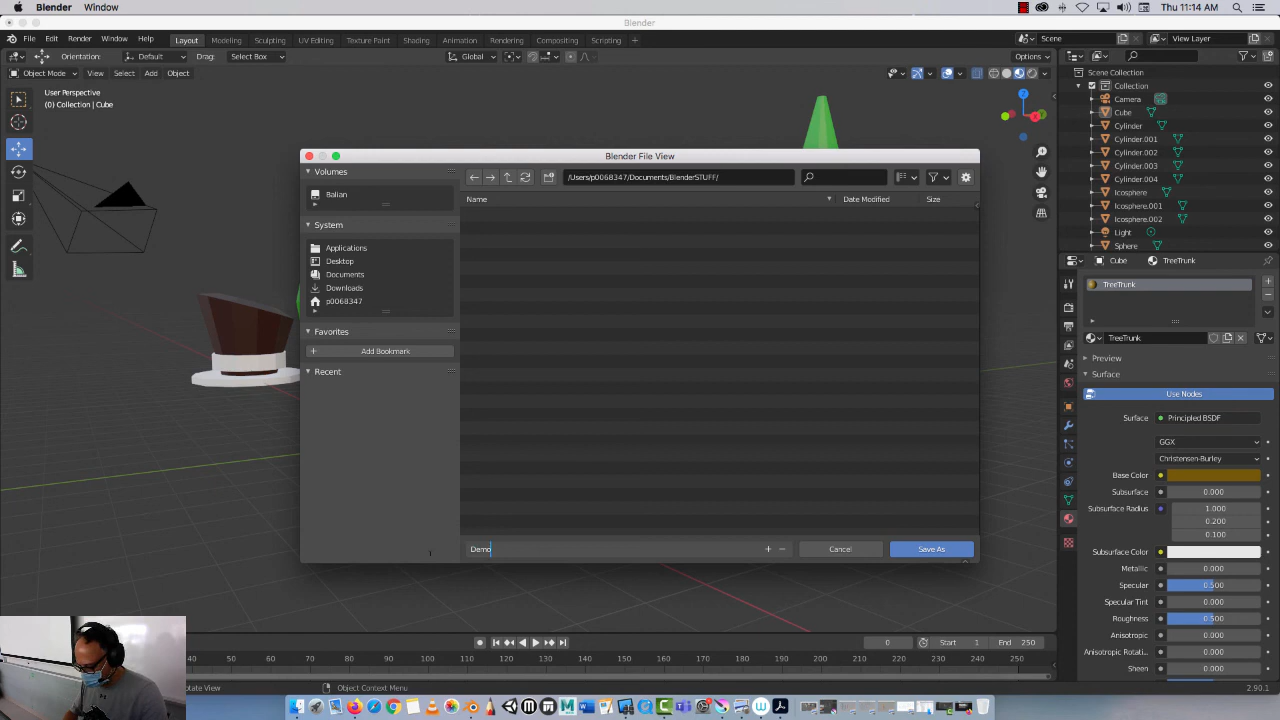 Blender Window Thu 11:14 AM
Blender
File Edit Render Window Help Layout Modeling Sculpting UV Editing Texture Paint Shading Animation Rendering Compositing Scripting + Scene View Layer
Orientation: Default Drag: Select Box Global Options
Object Mode View Select Add Object
User Perspective
(0) Collection | Cube
Z
Y
Blender File View
Volumes
Balian
System
Applications
Desktop
Documents
Downloads
p0068347
Favorites
Add Bookmark
Recent
/Users/p0068347/Documents/BlenderSTUFF/
Name Date Modified Size
Demo
Cancel Save As
Scene Collection
Collection
Camera
Cube
Cylinder
Cylinder.001
Cylinder.002
Cylinder.003
Cylinder.004
Icosphere
Icosphere.001
Icosphere.002
Light
Sphere
Cube TreeTrunk
TreeTrunk
TreeTrunk
Preview
Surface
Use Nodes
Surface Principled BSDF
GGX
Christensen-Burley
Base Color
Subsurface 0.000
Subsurface Radius 1.000
0.200
0.100
Subsurface Color
Metallic 0.000
Specular 0.500
Specular Tint 0.000
Roughness 0.500
Anisotropic 0.000
Anisotropic Rotati... 0.000
Sheen 0.000
0 Start 1 End 250
40 50 60 70 80 90 100 110 120 130 140 150 160 170 180 190 200 210 220 230 240 250
otate View Object Context Menu 2.90.1